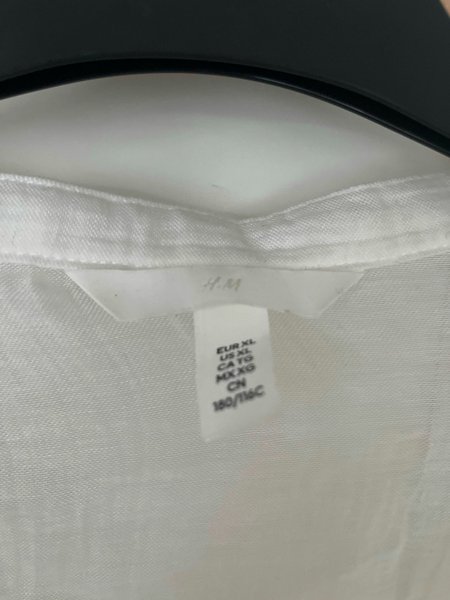 H&M
EUR XL
US XL
CA TG
MX XG
CN
180/116C